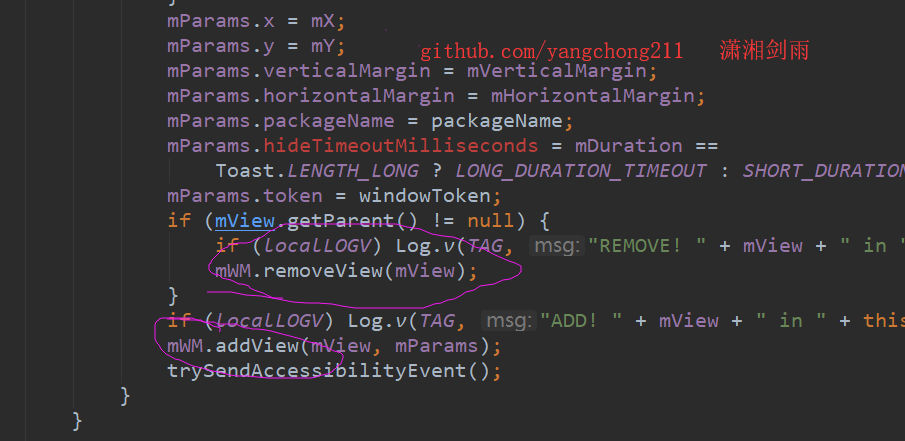 }
mParams.x = mX;
mParams.y = mY;
github.com/yangchong211 潇湘剑雨
mParams.verticalMargin = mVerticalMargin;
mParams.horizontalMargin = mHorizontalMargin;
mParams.packageName = packageName;
mParams.hideTimeoutMilliseconds = mDuration ==
Toast.LENGTH_LONG ? LONG_DURATION_TIMEOUT : SHORT_DURATION
mParams.token = windowToken;
if (mView.getParent() != null) {
if (localLOGV) Log.v(TAG, msg: "REMOVE! " + mView + " in "
mWM.removeView(mView);
}
if (localLOGV) Log.v(TAG, msg: "ADD! " + mView + " in " + this
mWM.addView(mView, mParams);
trySendAccessibilityEvent();
}
}